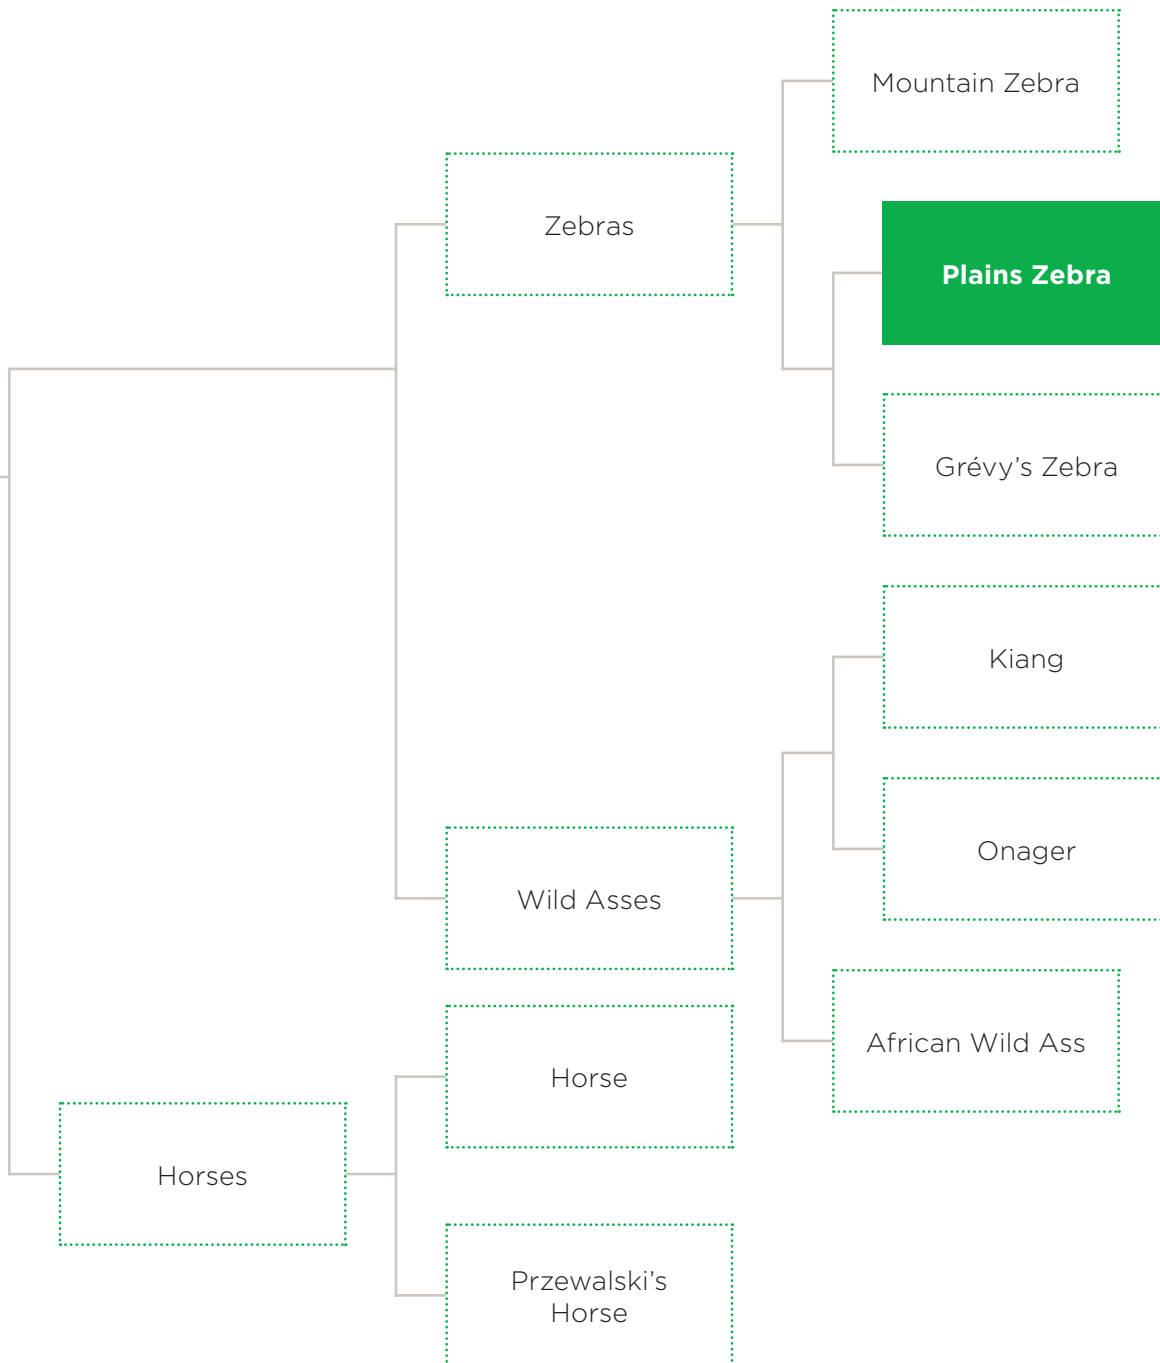 Mountain Zebra
Zebras
Plains Zebra
Grévy’s Zebra
Kiang
Onager
Wild Asses
African Wild Ass
Horse
Horses
Przewalski’s
Horse